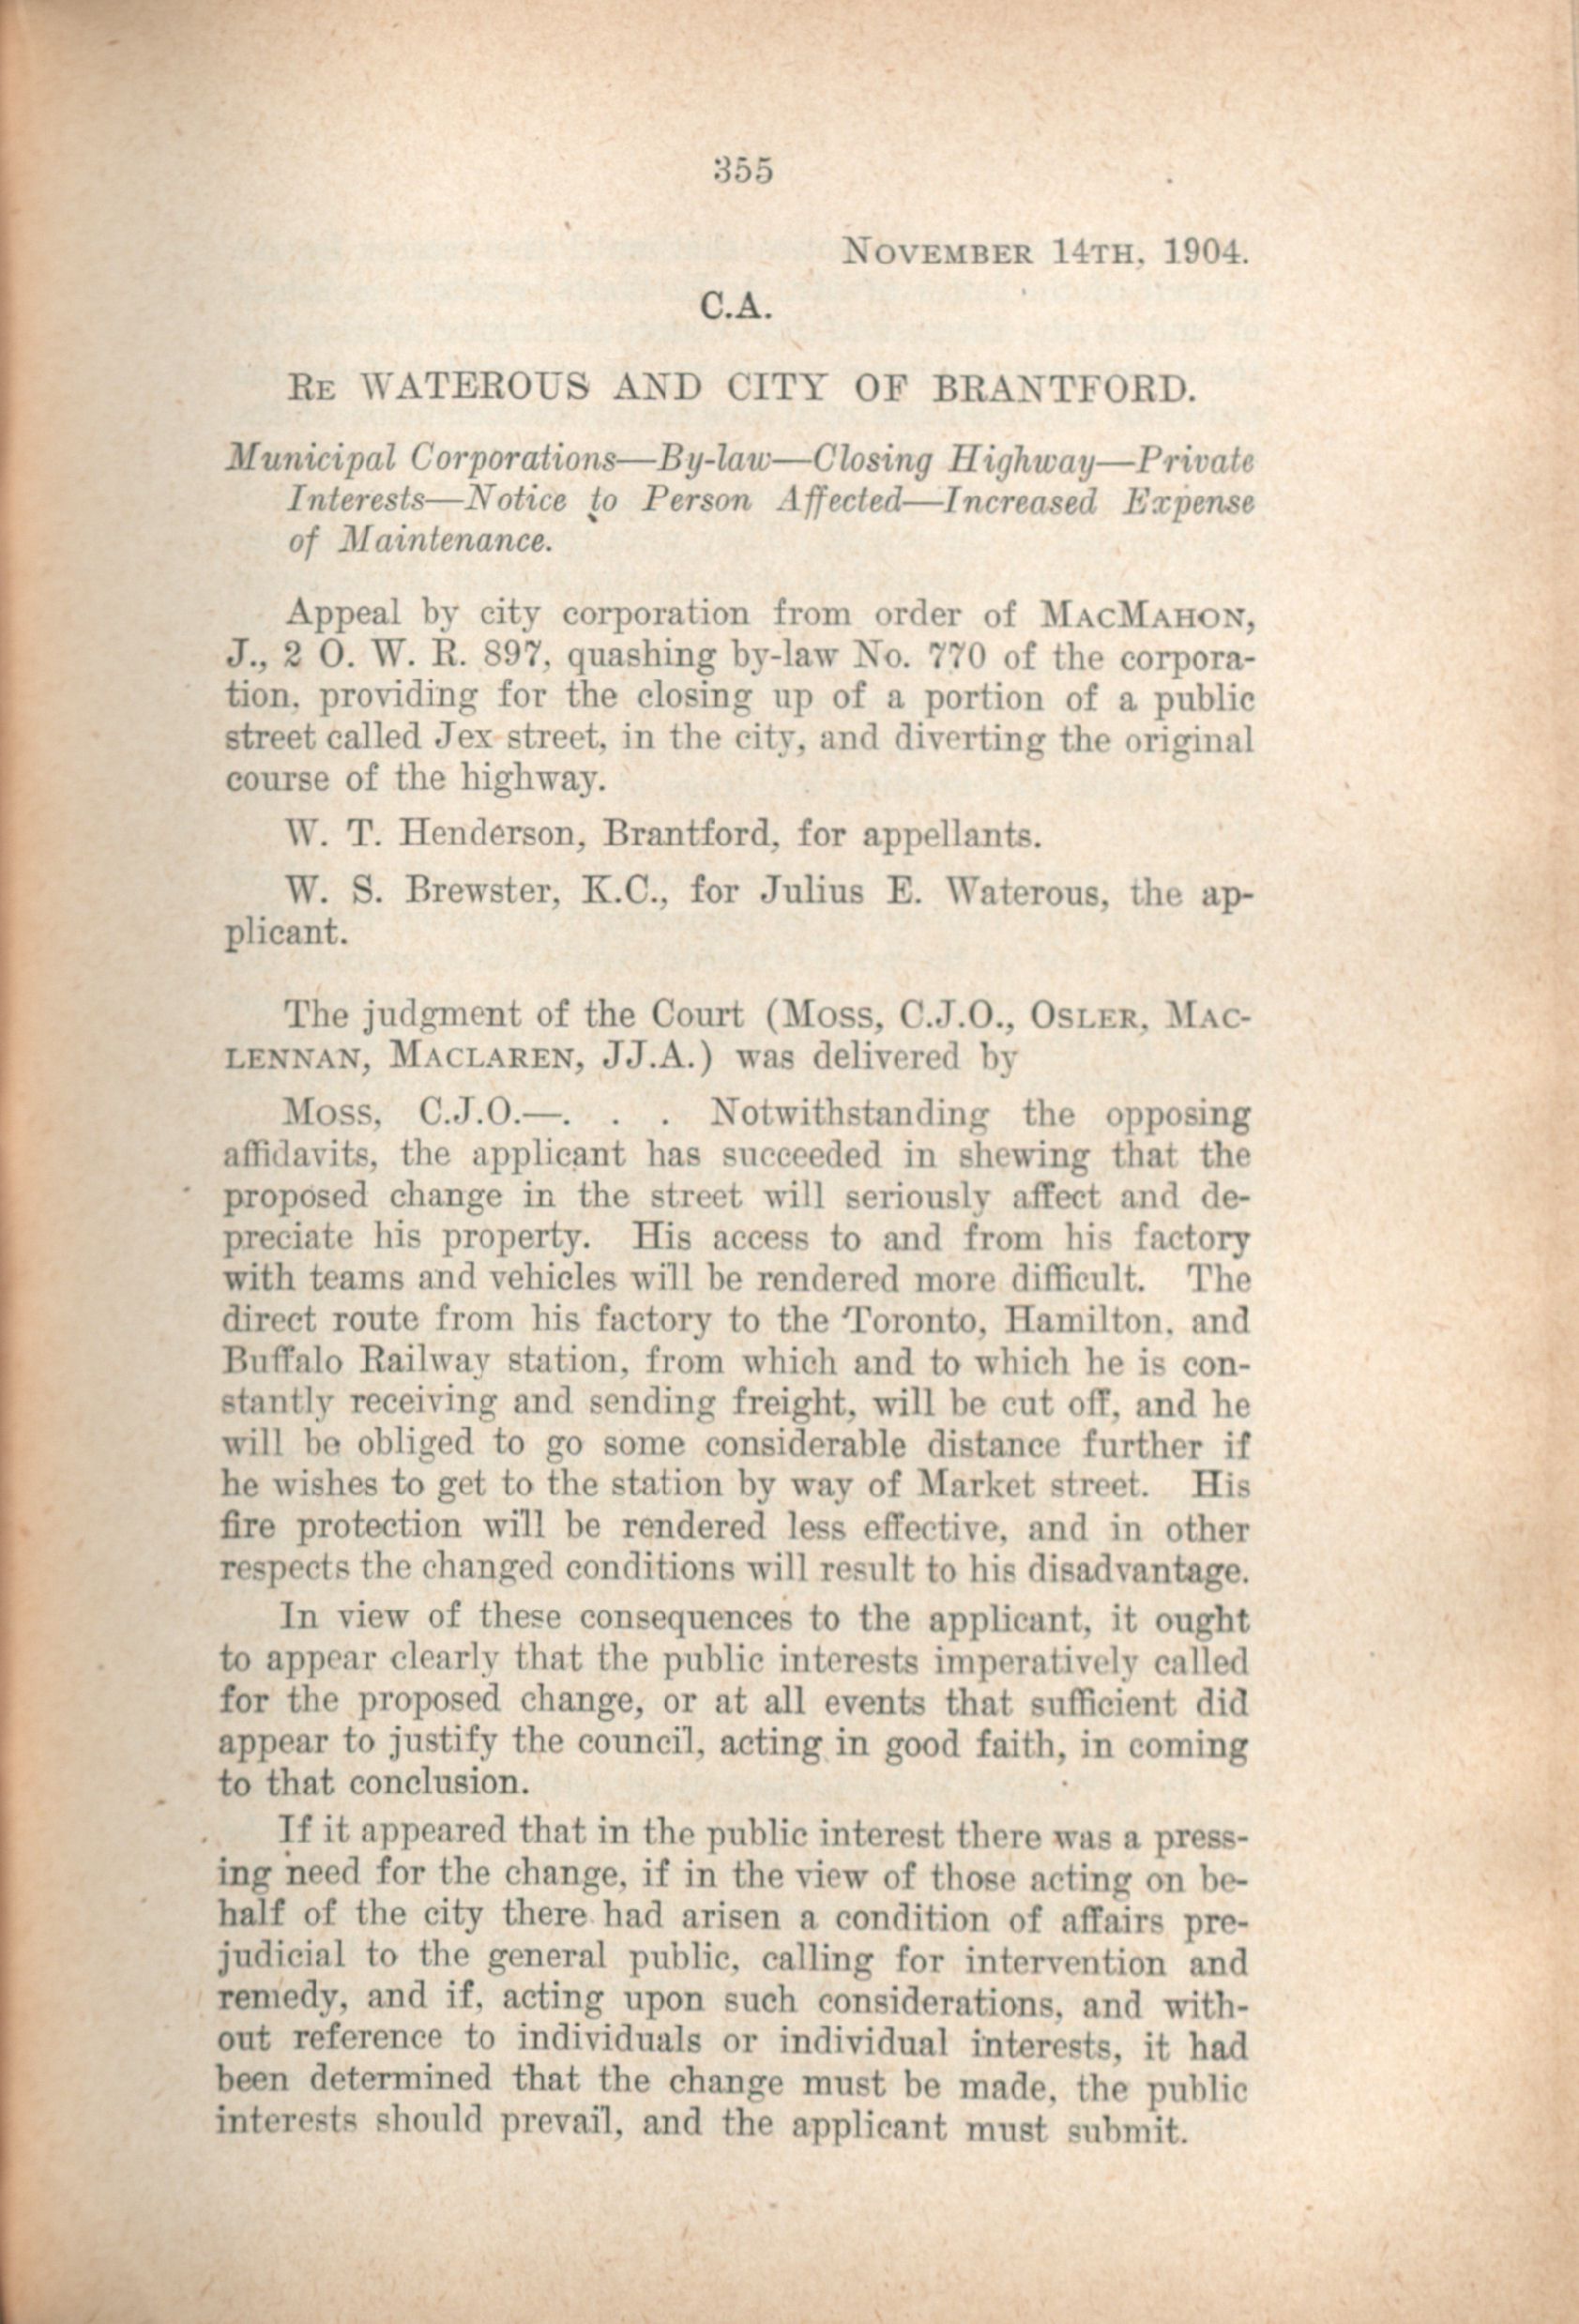 355
NOVEMBER 14TH, 1904.
C.A.
RE WATEROUS AND CITY OF BRANTFORD.
Municipal Corporations—By-law—Closing Highway—Private
Interests—Notice to Person Affected—Increased Expense
of Maintenance.
Appeal by city corporation from order of MACMAHON,
J., 2 O. W. R. 897, quashing by-law No. 770 of the corpora-
tion, providing for the closing up of a portion of a public
street called Jex street, in the city, and diverting the original
course of the highway.
W. T. Henderson, Brantford, for appellants.
W. S. Brewster, K.C., for Julius E. Waterous, the ap-
plicant.
The judgment of the Court (MOSS, C.J.O., OSLER, MAC-
LENNAN, MACLAREN, JJ.A.) was delivered by
MOSS, C.J.O.—. . . Notwithstanding the opposing
affidavits, the applicant has succeeded in shewing that the
proposed change in the street will seriously affect and de-
preciate his property. His access to and from his factory
with teams and vehicles will be rendered more difficult. The
direct route from his factory to the Toronto, Hamilton, and
Buffalo Railway station, from which and to which he is con-
stantly receiving and sending freight, will be cut off, and he
will be obliged to go some considerable distance further if
he wishes to get to the station by way of Market street. His
fire protection will be rendered less effective, and in other
respects the changed conditions will result to his disadvantage.
In view of these consequences to the applicant, it ought
to appear clearly that the public interests imperatively called
for the proposed change, or at all events that sufficient did
appear to justify the council, acting in good faith, in coming
to that conclusion.
If it appeared that in the public interest there was a press-
ing need for the change, if in the view of those acting on be-
half of the city there had arisen a condition of affairs pre-
judicial to the general public, calling for intervention and
remedy, and if, acting upon such considerations, and with-
out reference to individuals or individual interests, it had
been determined that the change must be made, the public
interests should prevail, and the applicant must submit.